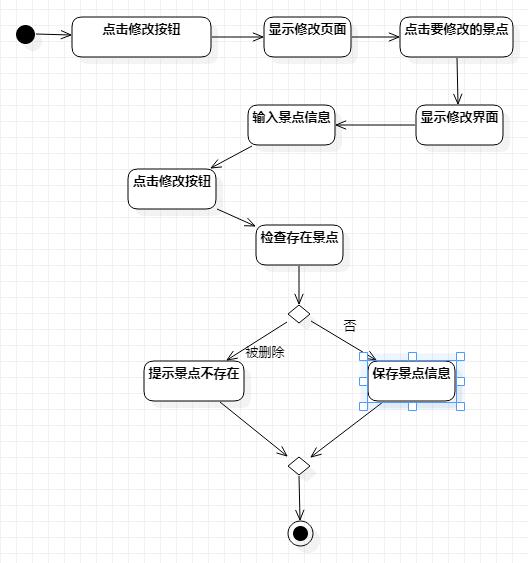 点击修改按钮
显示修改页面
点击要修改的景点
显示修改界面
输入景点信息
点击修改按钮
检查存在景点
否
被删除
提示景点不存在
保存景点信息